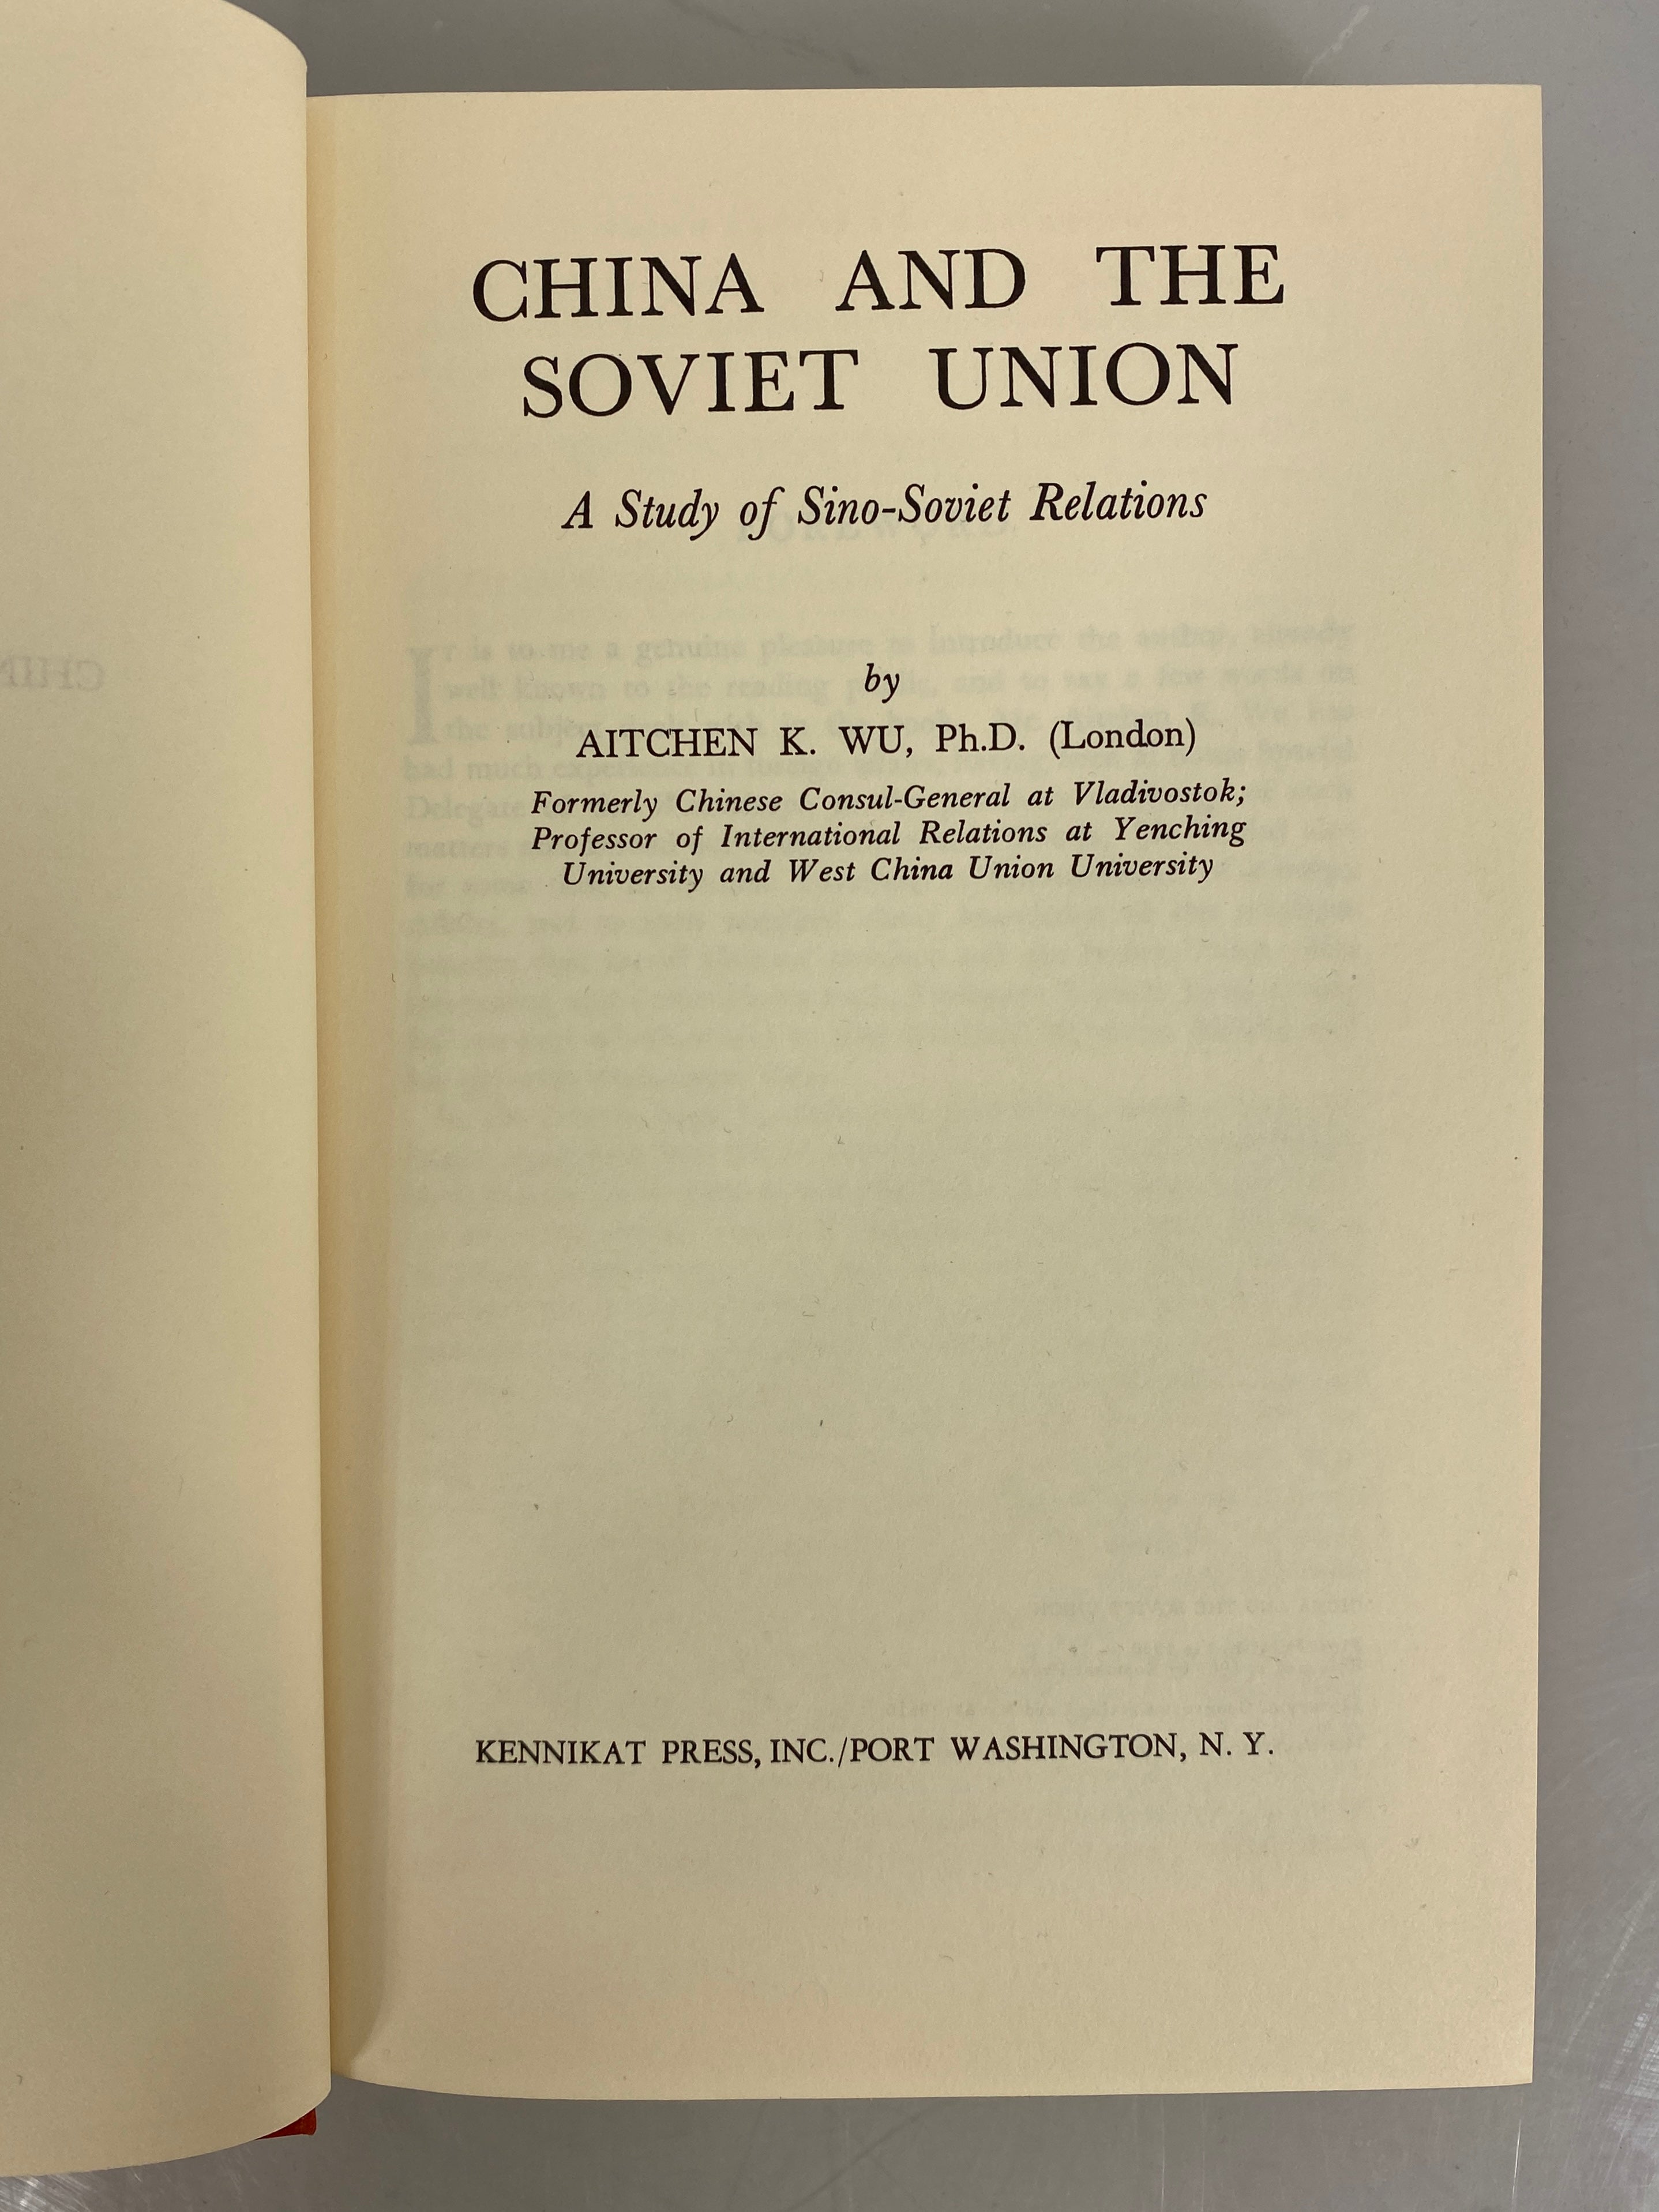 CHINA AND THE
SOVIET UNION
A Study of Sino-Soviet Relations
by
AITCHEN K. WU, Ph.D. (London)
Formerly Chinese Consul-General at Vladivostok;
Professor of International Relations at Yenching
University and West China Union University
KENNIKAT PRESS, INC./PORT WASHINGTON, N. Y.